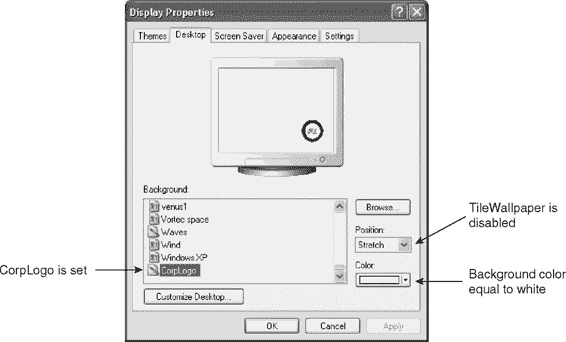 Display Properties
Themes Desktop Screen Saver Appearance Settings
Background:
venus1
Vortec space
Waves
Wind
Windows XP
CorpLogo
Browse...
Position:
Stretch
Color:
Customize Desktop...
OK Cancel Apply
CorpLogo is set
TileWallpaper is
disabled
Background color
equal to white